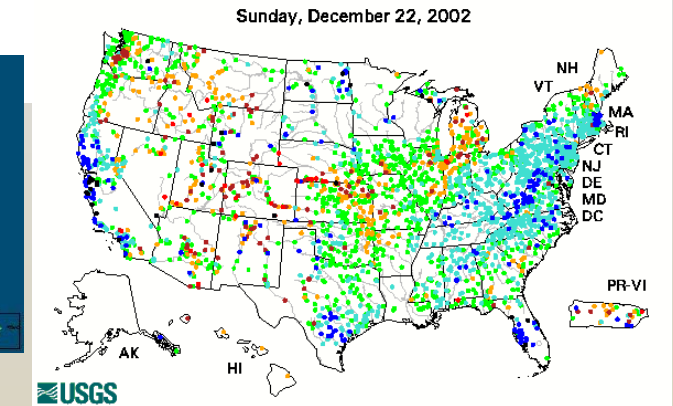 Sunday, December 22, 2002
NH
VT
MA
RI
CT
NJ
DE
MD
DC
PR-VI
AK
HI
USGS